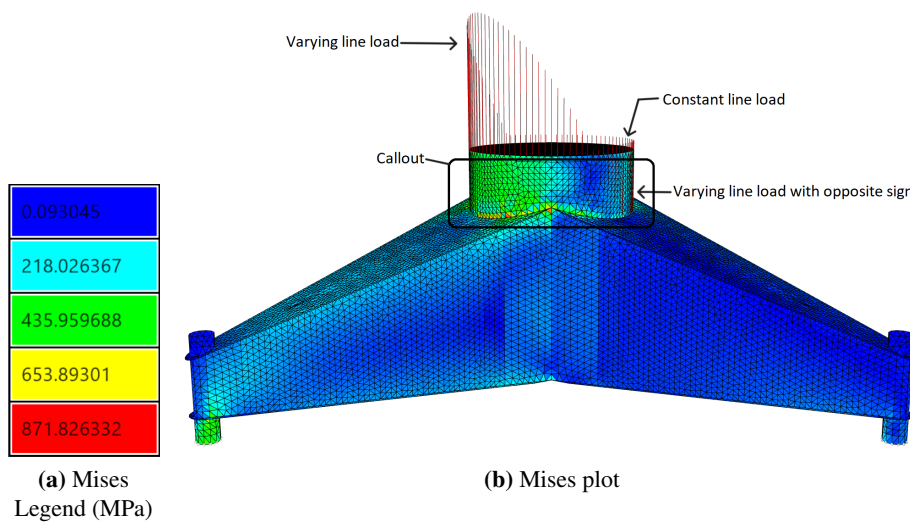 Varying line load
Constant line load
Callout
Varying line load with opposite sign
0.093045
218.026367
435.959688
653.89301
871.826332
(a) Mises
Legend (MPa)
(b) Mises plot